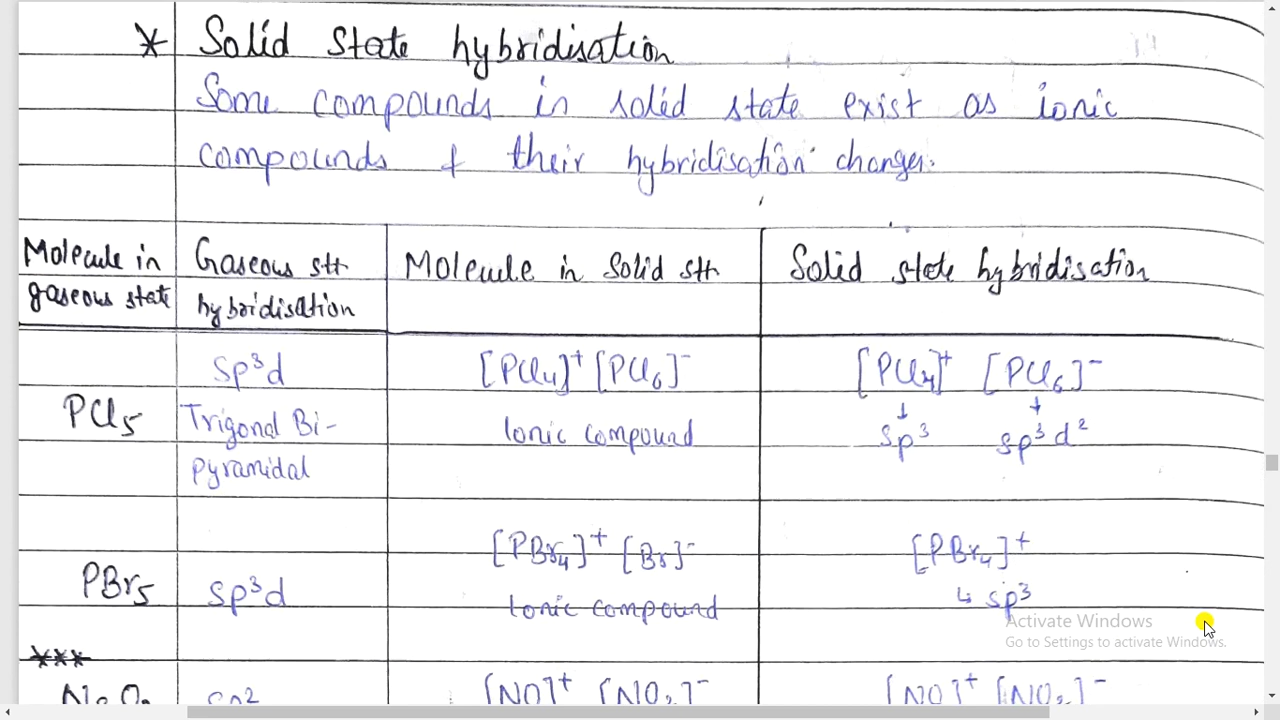 * Solid state hybridisation
Some compounds in solid state exist as ionic
compounds & their hybridisation changes.
Molecule in gaseous state | Gaseous stt hybridisation | Molecule in Solid stt | Solid state hybridisation
PCl₅ | Sp³d Trigonal Bi-pyramidal | [PCl₄]⁺ [PCl₆]⁻ Ionic compound | [PCl₄]⁺ [PCl₆]⁻
↓ ↓
sp³ sp³d²
PBr₅ | Sp³d | [PBr₄]⁺ [Br]⁻ Ionic compound | [PBr₄]⁺
↳ sp³
Activate Windows
Go to Settings to activate Windows.
***
[NO]⁺ | [NO]⁺